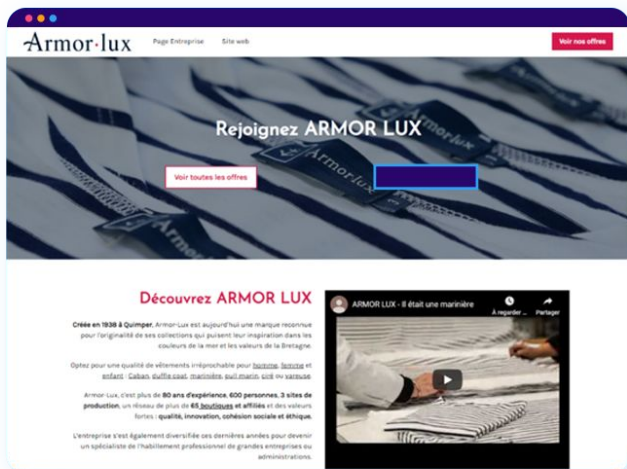 Armor·lux
Page Entreprise
Site web
Voir nos offres
Rejoignez ARMOR LUX
Armor·lux
Armor·lux
Armor
Voir toutes les offres
Découvrez ARMOR LUX
Créée en 1938 à Quimper, Armor-Lux est aujourd'hui une marque reconnue
pour l'originalité de ses collections qui puisent leur inspiration dans les
couleurs de la mer et les valeurs de la Bretagne.
Optez pour une qualité de vêtements irréprochable pour homme, femme et
enfant : Caban, duffle coat, marinière, pull marin, ciré ou vareuse.
Armor-Lux, c'est plus de 80 ans d'expérience, 600 personnes, 3 sites de
production, un réseau de plus de 65 boutiques et affiliés et des valeurs
fortes : qualité, innovation, cohésion sociale et éthique.
L'entreprise s'est également diversifiée ces dernières années pour devenir
un spécialiste de l'habillement professionnel de grandes entreprises ou
administrations.
ARMOR LUX - Il était une marinière
À regarder ...
Partager